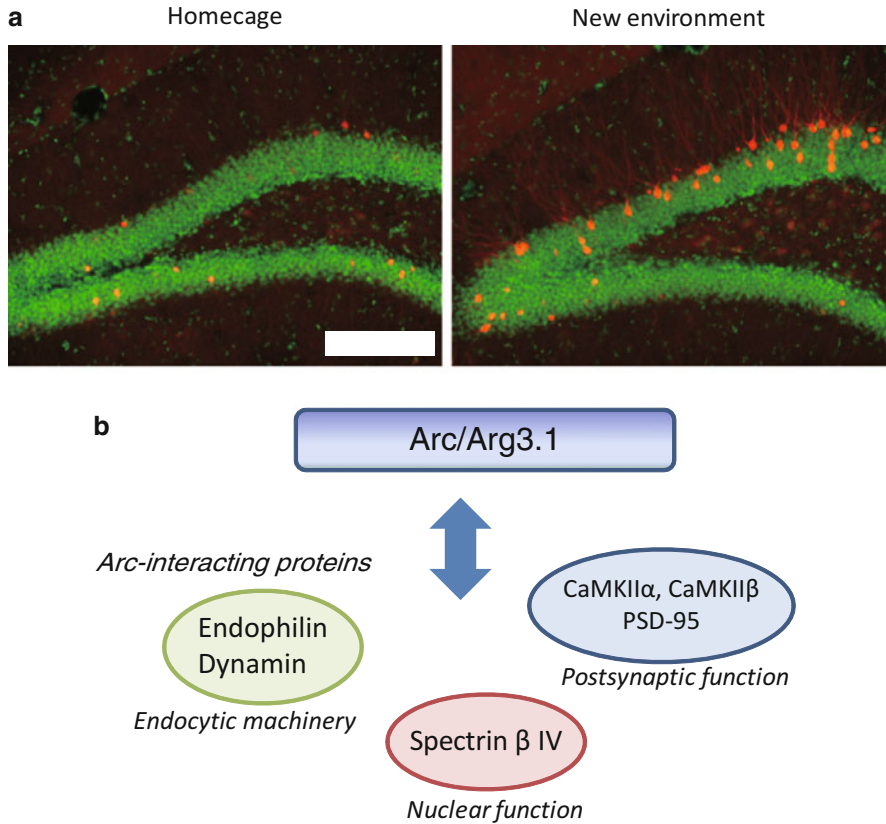 a
Homecage
New environment
b
Arc/Arg3.1
Arc-interacting proteins
Endophilin
Dynamin
Endocytic machinery
CaMKIIα, CaMKIIβ
PSD-95
Postsynaptic function
Spectrin β IV
Nuclear function